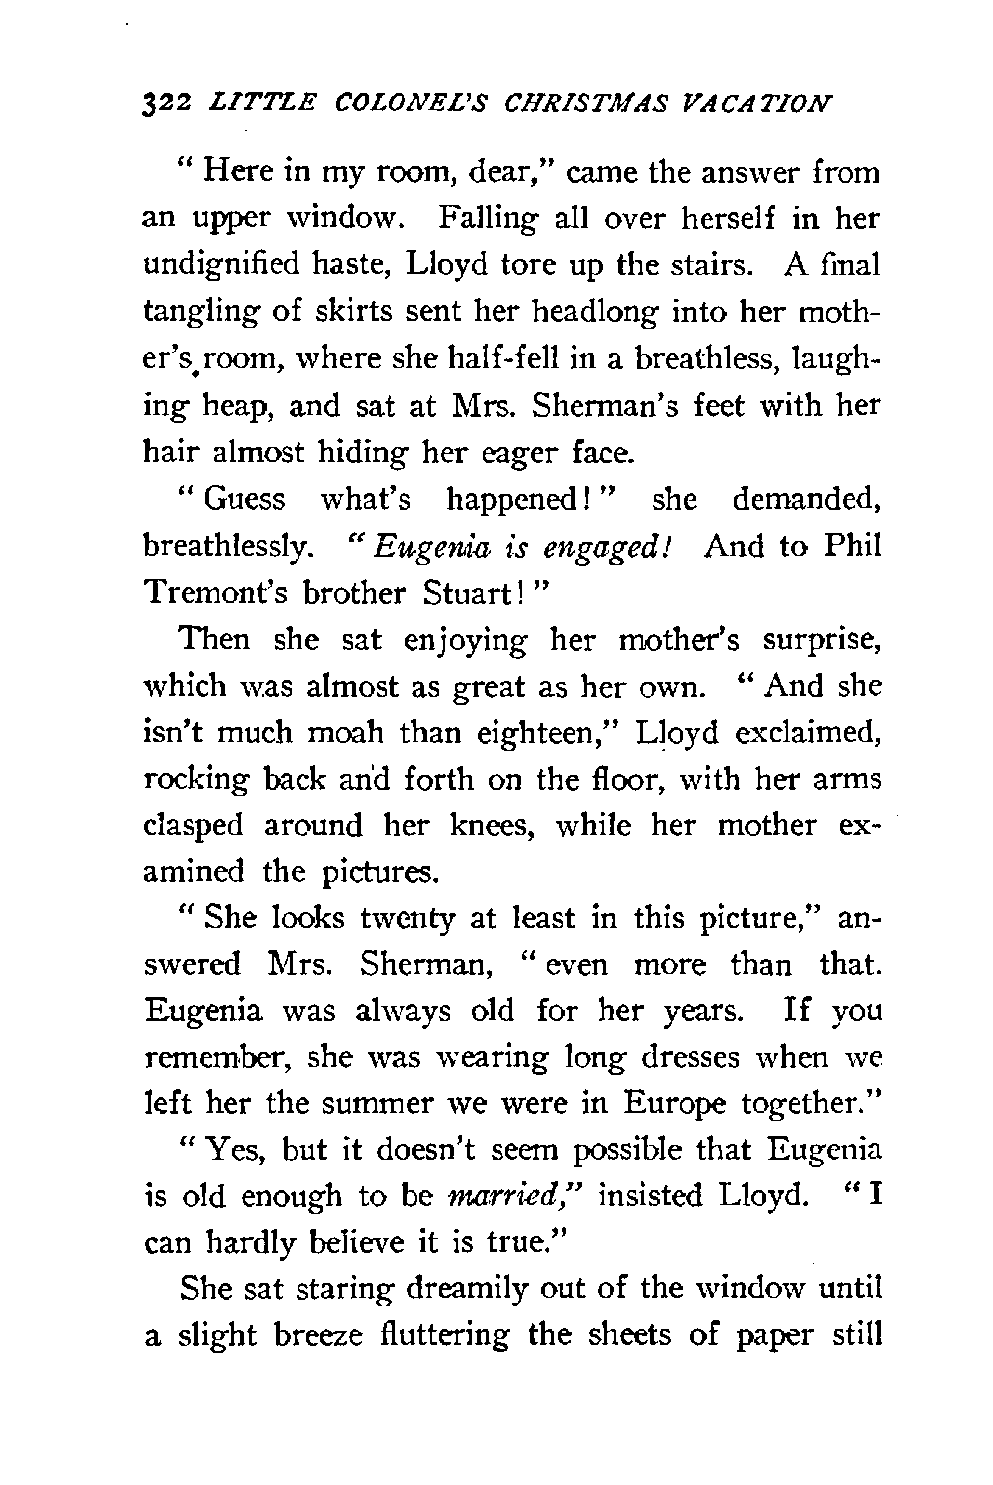 322 LITTLE COLONEL'S CHRISTMAS VACATION
" Here in my room, dear," came the answer from
an upper window. Falling all over herself in her
undignified haste, Lloyd tore up the stairs. A final
tangling of skirts sent her headlong into her moth-
er's room, where she half-fell in a breathless, laugh-
ing heap, and sat at Mrs. Sherman's feet with her
hair almost hiding her eager face.
" Guess what's happened! " she demanded,
breathlessly. " Eugenia is engaged! And to Phil
Tremont's brother Stuart! "
Then she sat enjoying her mother's surprise,
which was almost as great as her own. " And she
isn't much moah than eighteen," Lloyd exclaimed,
rocking back and forth on the floor, with her arms
clasped around her knees, while her mother ex-
amined the pictures.
" She looks twenty at least in this picture," an-
swered Mrs. Sherman, " even more than that.
Eugenia was always old for her years. If you
remember, she was wearing long dresses when we
left her the summer we were in Europe together."
" Yes, but it doesn't seem possible that Eugenia
is old enough to be married," insisted Lloyd. " I
can hardly believe it is true."
She sat staring dreamily out of the window until
a slight breeze fluttering the sheets of paper still